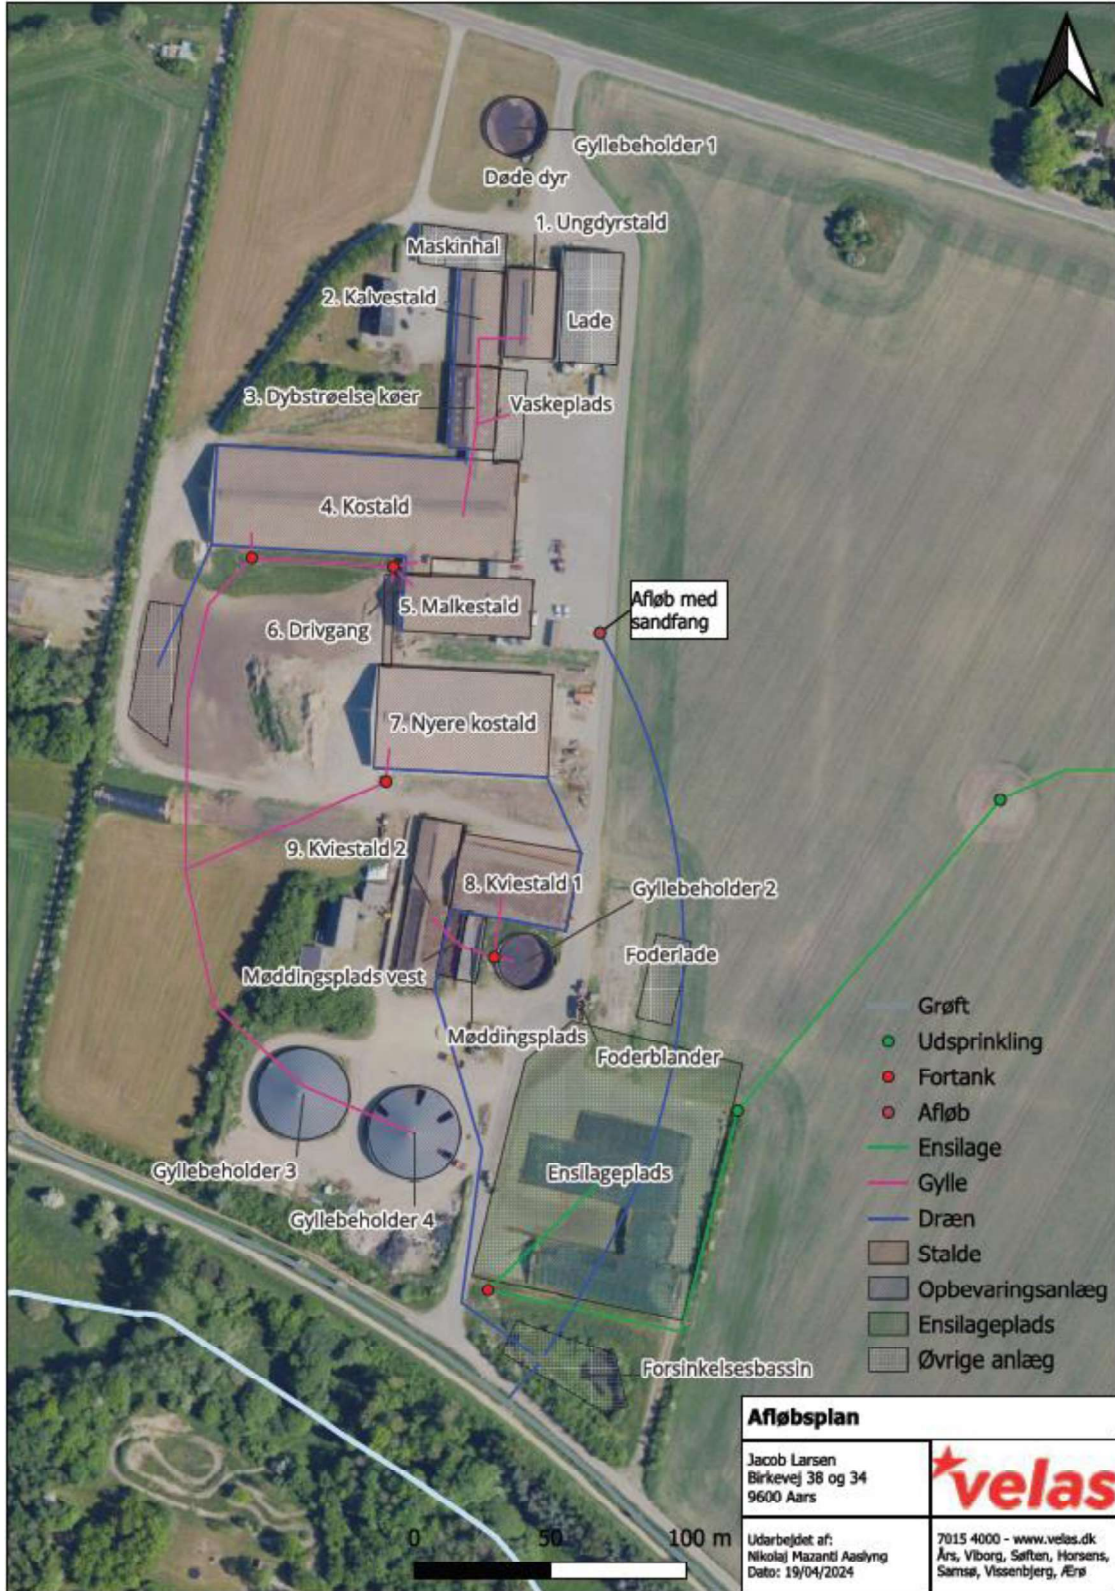 Gyllebeholder 1
Døde dyr
1. Ungdyrstald
Maskinhal
2. Kalvestald
Lade
3. Dybstrøelse køer
Vaskeplads
4. Kostald
Afløb med
sandfang
5. Malkestald
6. Drivgang
7. Nyere kostald
9. Kviestald 2
8. Kviestald 1
Gyllebeholder 2
Foderlade
Møddingsplads vest
Møddingsplads
Foderblander
Ensilageplads
Gyllebeholder 3
Gyllebeholder 4
Forsinkelsesbassin
Grøft
Udsprinkling
Fortank
Afløb
Ensilage
Gylle
Dræn
Stalde
Opbevaringsanlæg
Ensilageplads
Øvrige anlæg
0 50 100 m
Afløbsplan
Jacob Larsen
Birkevej 38 og 34
9600 Aars
velas
Udarbejdet af:
Nikolaj Mazanti Aaslyng
Dato: 19/04/2024
7015 4000 - www.velas.dk
Års, Viborg, Søften, Horsens,
Samsø, Vissenbjerg, Ærø